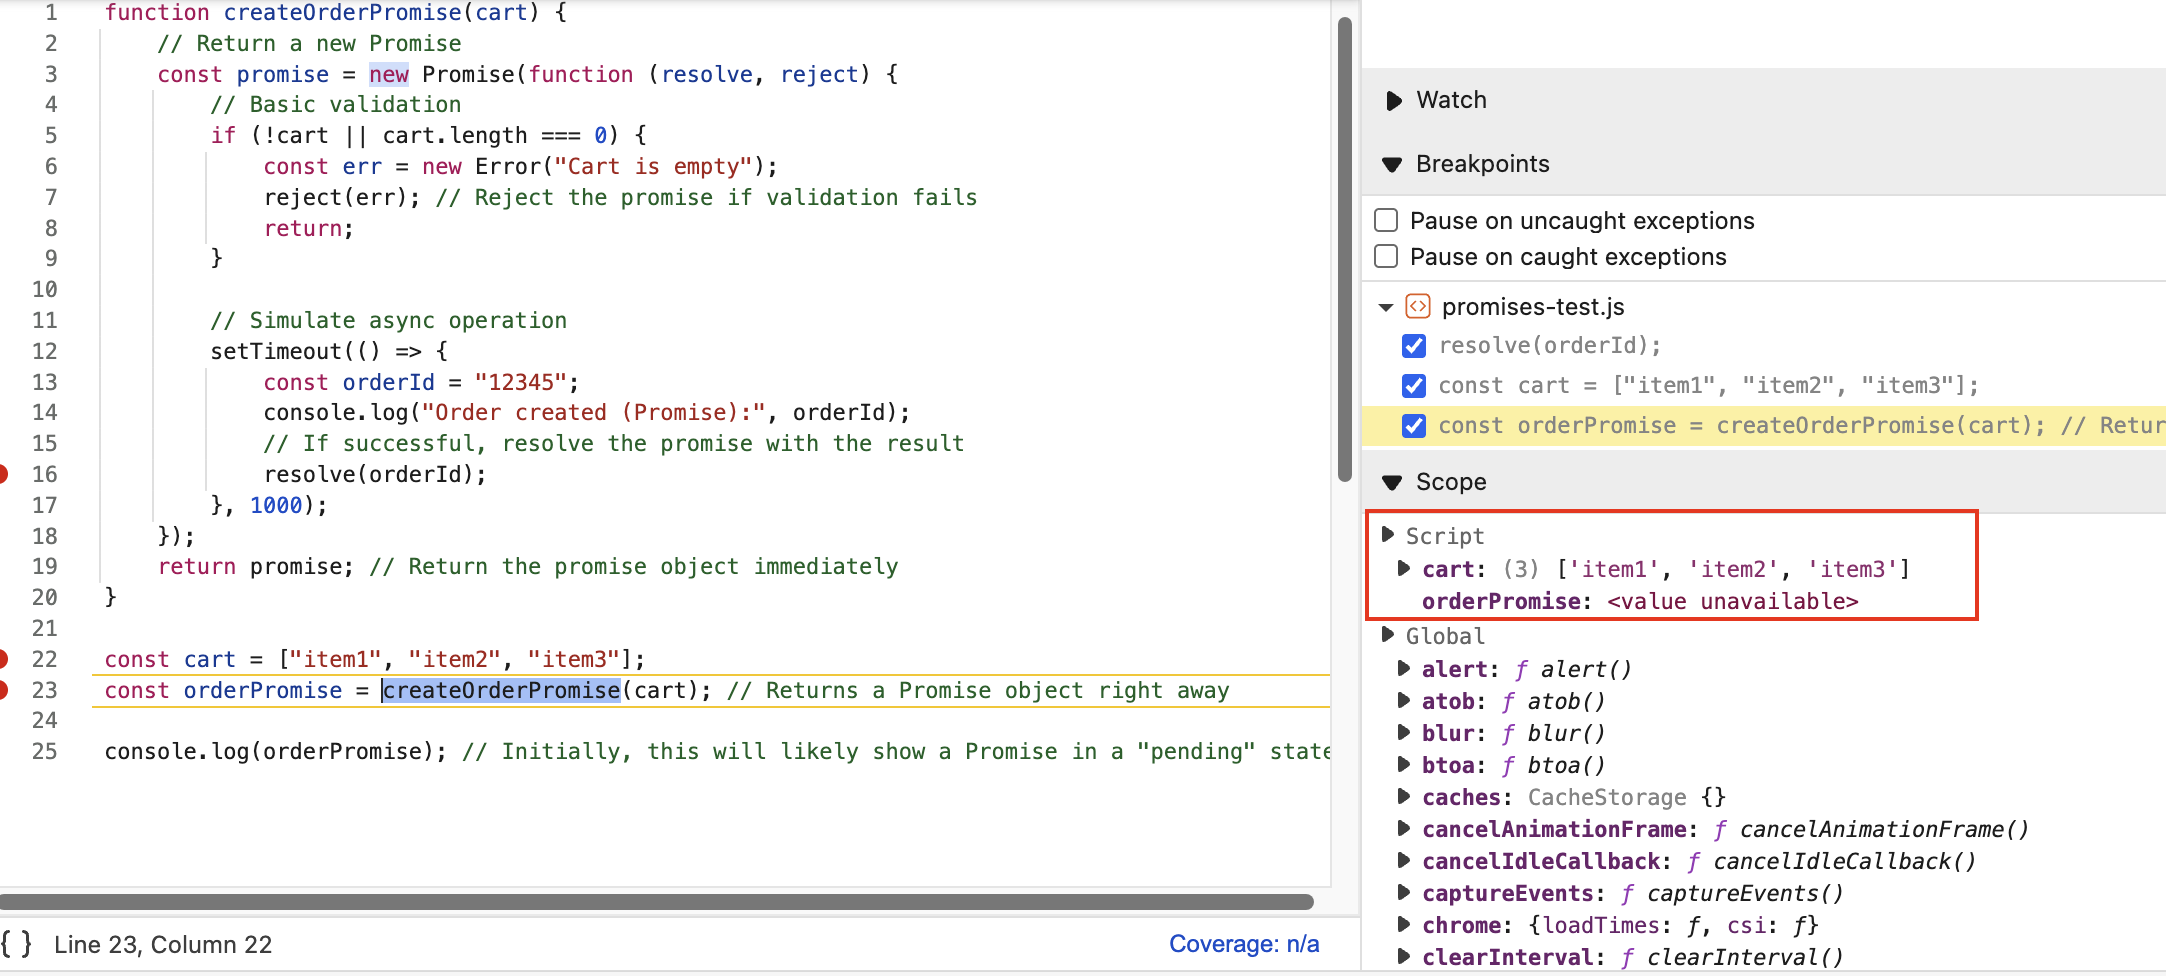 1 function createOrderPromise(cart) {
2 // Return a new Promise
3 const promise = new Promise(function (resolve, reject) {
4 // Basic validation
5 if (!cart || cart.length === 0) {
6 const err = new Error("Cart is empty");
7 reject(err); // Reject the promise if validation fails
8 return;
9 }
10
11 // Simulate async operation
12 setTimeout(() => {
13 const orderId = "12345";
14 console.log("Order created (Promise):", orderId);
15 // If successful, resolve the promise with the result
16 resolve(orderId);
17 }, 1000);
18 });
19 return promise; // Return the promise object immediately
20 }
21
22 const cart = ["item1", "item2", "item3"];
23 const orderPromise = createOrderPromise(cart); // Returns a Promise object right away
24
25 console.log(orderPromise); // Initially, this will likely show a Promise in a "pending" state
{ } Line 23, Column 22
Coverage: n/a
Watch
Breakpoints
Pause on uncaught exceptions
Pause on caught exceptions
promises-test.js
resolve(orderId);
const cart = ["item1", "item2", "item3"];
const orderPromise = createOrderPromise(cart); // Retur
Scope
Script
cart: (3) ['item1', 'item2', 'item3']
orderPromise: <value unavailable>
Global
alert: ƒ alert()
atob: ƒ atob()
blur: ƒ blur()
btoa: ƒ btoa()
caches: CacheStorage {}
cancelAnimationFrame: ƒ cancelAnimationFrame()
cancelIdleCallback: ƒ cancelIdleCallback()
captureEvents: ƒ captureEvents()
chrome: {loadTimes: ƒ, csi: ƒ}
clearInterval: ƒ clearInterval()